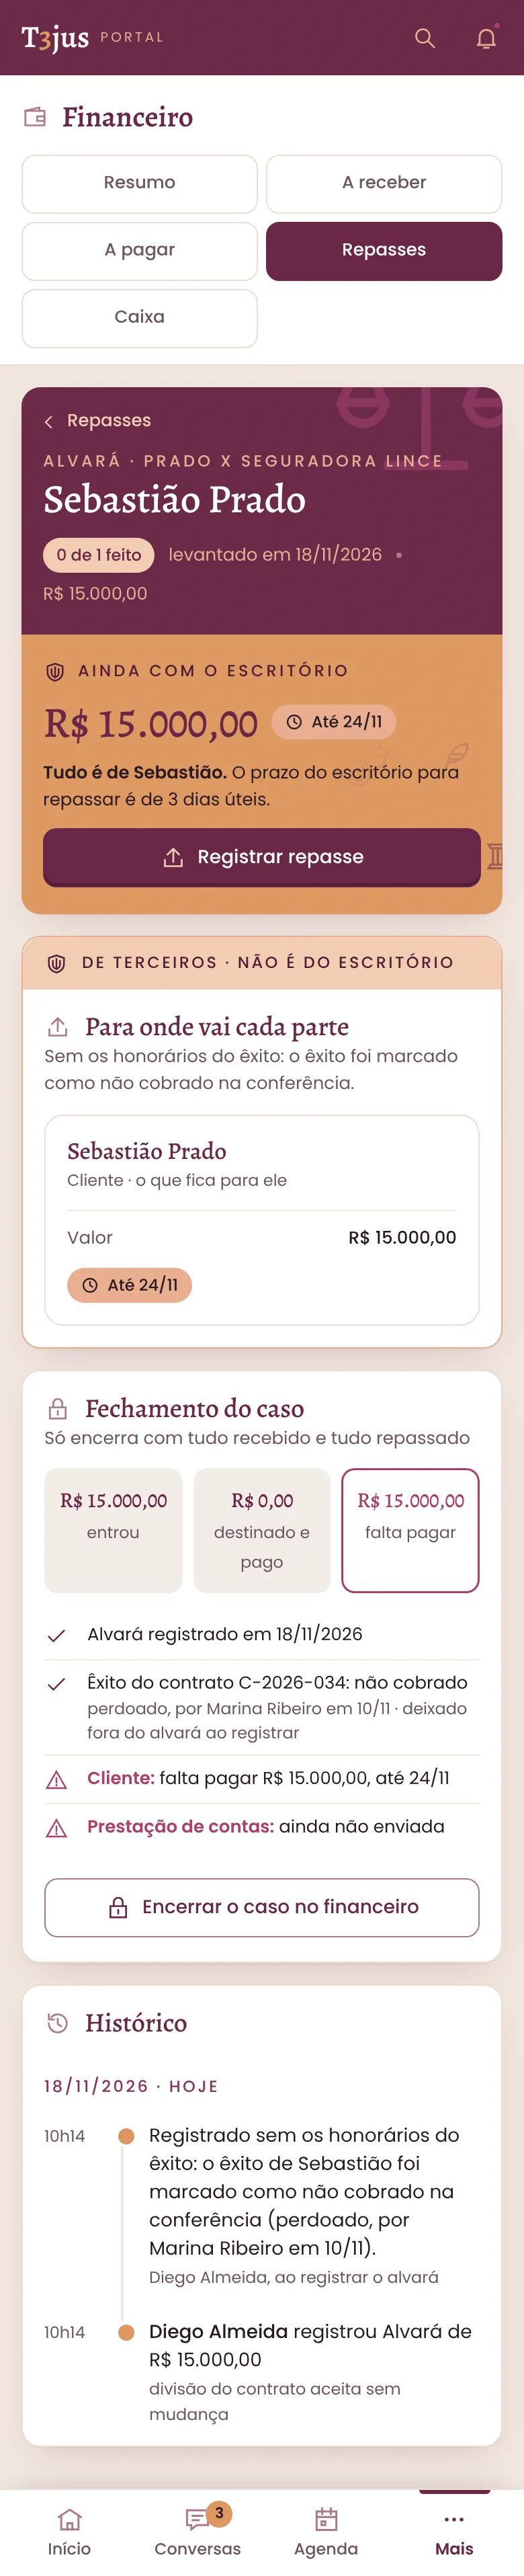 T3jus PORTAL
Financeiro
Resumo
A receber
A pagar
Repasses
Caixa
Repasses
ALVARÁ · PRADO X SEGURADORA LINCE
Sebastião Prado
0 de 1 feito levantado em 18/11/2026 •
R$ 15.000,00
AINDA COM O ESCRITÓRIO
R$ 15.000,00 Até 24/11
Tudo é de Sebastião. O prazo do escritório para
repassar é de 3 dias úteis.
Registrar repasse
DE TERCEIROS · NÃO É DO ESCRITÓRIO
Para onde vai cada parte
Sem os honorários do êxito: o êxito foi marcado
como não cobrado na conferência.
Sebastião Prado
Cliente · o que fica para ele
Valor R$ 15.000,00
Até 24/11
Fechamento do caso
Só encerra com tudo recebido e tudo repassado
R$ 15.000,00
entrou
R$ 0,00
destinado e
pago
R$ 15.000,00
falta pagar
Alvará registrado em 18/11/2026
Êxito do contrato C-2026-034: não cobrado
perdoado, por Marina Ribeiro em 10/11 · deixado
fora do alvará ao registrar
Cliente: falta pagar R$ 15.000,00, até 24/11
Prestação de contas: ainda não enviada
Encerrar o caso no financeiro
Histórico
18/11/2026 · HOJE
10h14
Registrado sem os honorários do
êxito: o êxito de Sebastião foi
marcado como não cobrado na
conferência (perdoado, por
Marina Ribeiro em 10/11).
Diego Almeida, ao registrar o alvará
10h14
Diego Almeida registrou Alvará de
R$ 15.000,00
divisão do contrato aceita sem
mudança
3
Início
Conversas
Agenda
Mais